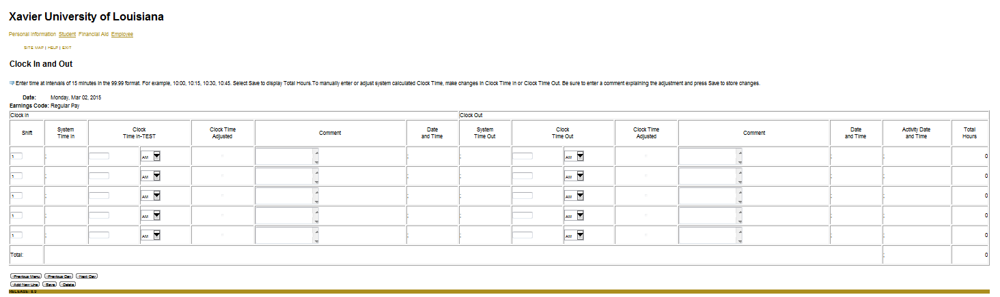 Xavier University of Louisiana
Personal Information Student Financial Aid Employee
SITE MAP | HELP | EXIT
Clock In and Out
Enter time at intervals of 15 minutes in the 99:99 format. For example, 10:00, 10:15, 10:30, 10:45. Select Save to display Total Hours.To manually enter or adjust system calculated Clock Time, make changes in Clock Time In or Clock Time Out. Be sure to enter a comment explaining the adjustment and press Save to store changes.
Date: Monday, Mar 02, 2015
Earnings Code: Regular Pay
Clock In Clock Out
Shift System Time In Clock Time In-TEST Clock Time Adjusted Comment Date and Time System Time Out Clock Time Out Clock Time Adjusted Comment Date and Time Activity Date and Time Total Hours
1 AM AM 0
1 AM AM 0
1 AM AM 0
1 AM AM 0
1 AM AM 0
Total: 0
Previous Menu Previous Day Next Day
Add New Line Save Delete
RELEASE: 8.9